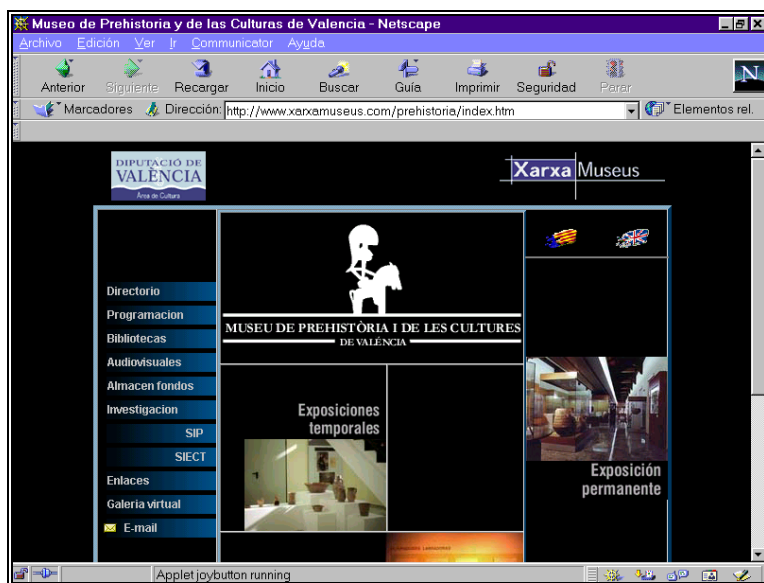 Museo de Prehistoria y de las Culturas de Valencia - Netscape
Archivo Edición Ver Ir Communicator Ayuda
Anterior Siguiente Recargar Inicio Buscar Guía Imprimir Seguridad Parar
N
Marcadores Dirección: http://www.xarxamuseus.com/prehistoria/index.htm Elementos rel.
DIPUTACIÓ DE
VALÈNCIA
Area de Cultura
Xarxa Museus
MUSEU DE PREHISTÒRIA I DE LES CULTURES
DE VALÉNCIA
Directorio
Programacion
Bibliotecas
Audiovisuales
Almacen fondos
Investigacion
SIP
SIECT
Enlaces
Galeria virtual
E-mail
Exposiciones
temporales
Exposición
permanente
Applet joybutton running